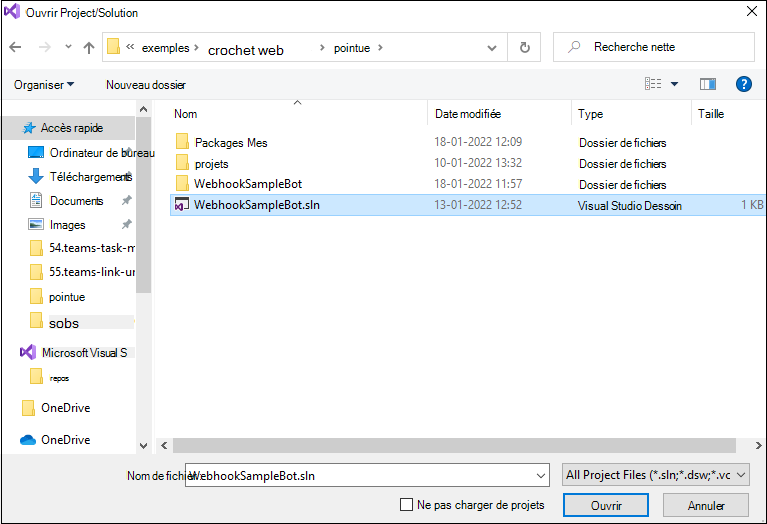 Ouvrir Project/Solution
« exemples > crochet web > pointue >
Recherche nette
Organiser Nouveau dossier
Nom Date modifiée Type Taille
Packages Mes 18-01-2022 12:09 Dossier de fichiers
projets 10-01-2022 13:32 Dossier de fichiers
WebhookSampleBot 18-01-2022 11:57 Dossier de fichiers
WebhookSampleBot.sln 13-01-2022 12:52 Visual Studio Dessoin 1 KB
Accès rapide
Ordinateur de bureau
Téléchargements
Documents
Images
54.teams-task-m
55.teams-link-ur
pointue
sobs
Microsoft Visual S
repos
OneDrive
OneDrive
Nom de fichier WebhookSampleBot.sln All Project Files (*.sln;*.dsw;*.vc
Ne pas charger de projets Ouvrir Annuler